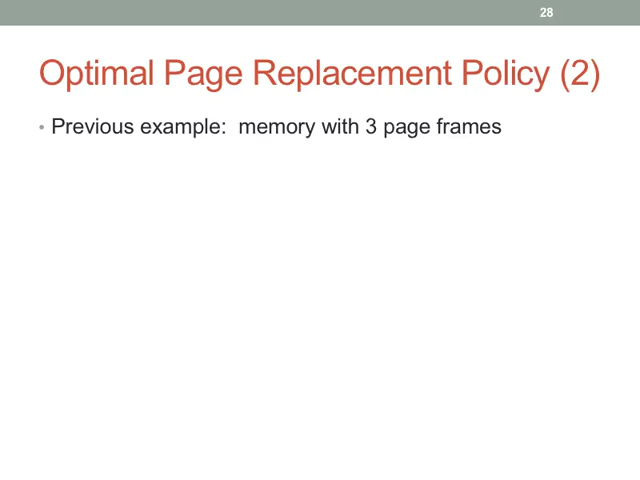 28
Optimal Page Replacement Policy (2)
• Previous example:  memory with 3 page frames